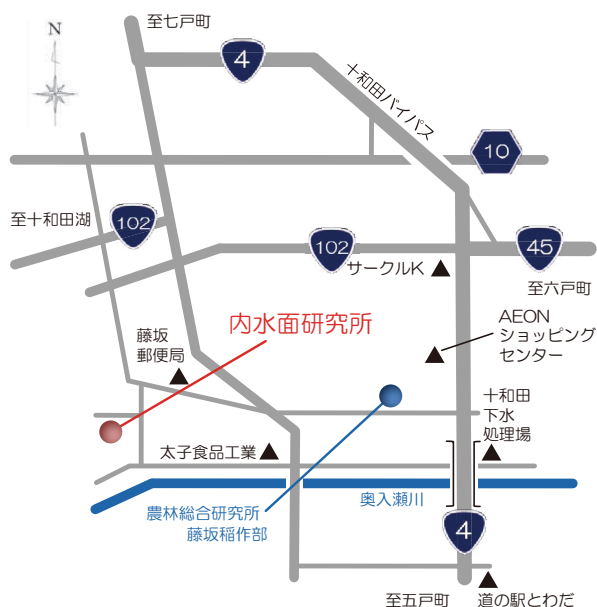 至七戸町
N
4
十和田バイパス
10
至十和田湖
102
102
45
サークルK
至六戸町
AEON
ショッピング
センター
内水面研究所
藤坂
郵便局
十和田
下水
処理場
太子食品工業
奥入瀬川
農林総合研究所
藤坂稲作部
4
至五戸町
道の駅とわだ